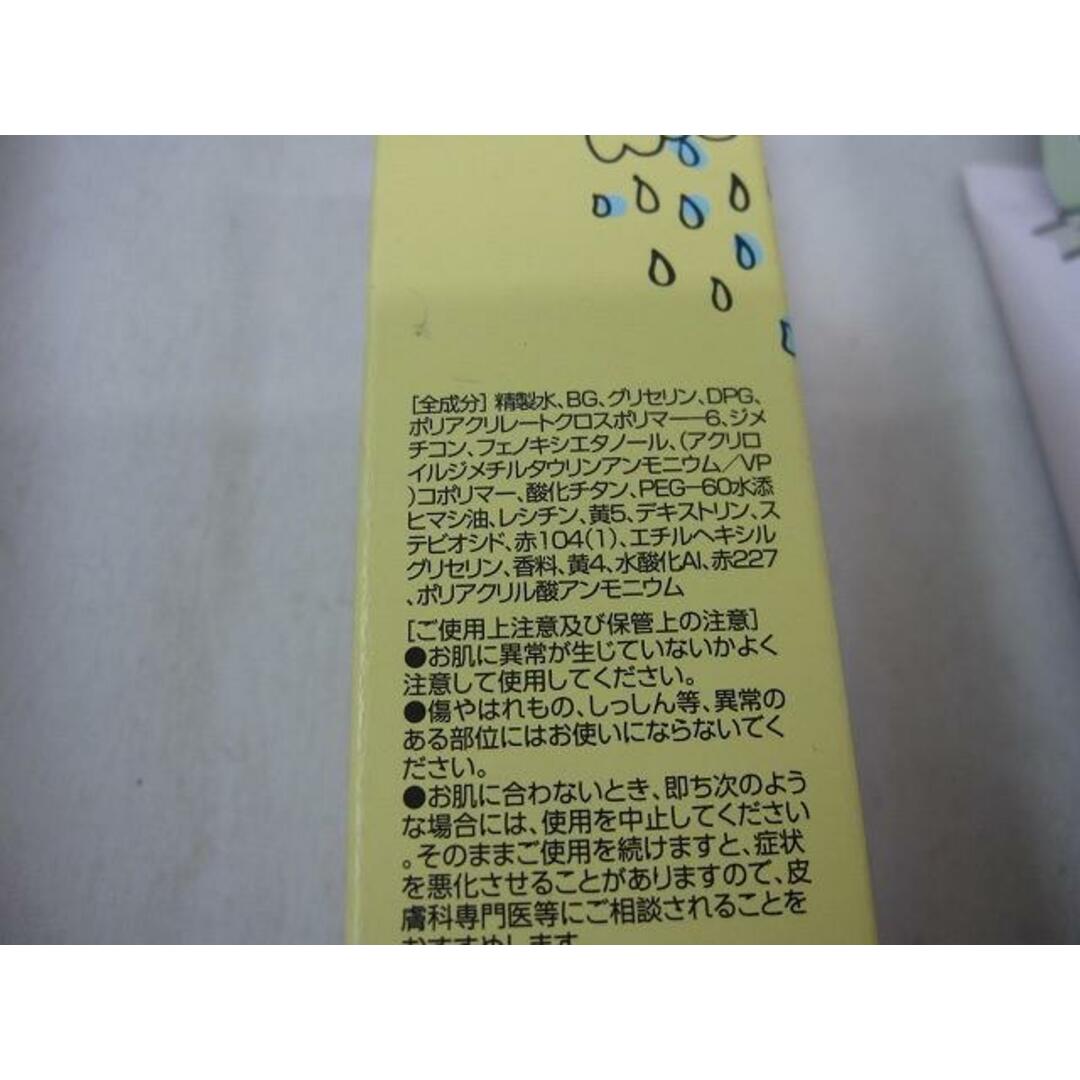 [全成分]精製水、BG、グリセリン、DPG、
ポリアクリレートクロスポリマー6、ジメ
チコン、フェノキシエタノール、(アクリロ
イルジメチルタウリンアンモニウム/VP
)コポリマー、酸化チタン、PEG-60水添
ヒマシ油、レシチン、黄5、デキストリン、ス
テビオシド、赤104(1)、エチルヘキシル
グリセリン、香料、黄4、水酸化Al、赤227
、ポリアクリル酸アンモニウム
[ご使用上注意及び保管上の注意]
●お肌に異常が生じていないかよく
注意して使用してください。
●傷やはれもの、しっしん等、異常の
ある部位にはお使いにならないでく
ださい。
●お肌に合わないとき、即ち次のよう
な場合には、使用を中止してください
。そのままご使用を続けますと、症状
を悪化させることがありますので、皮
膚科専門医等にご相談されることを
おすすめします